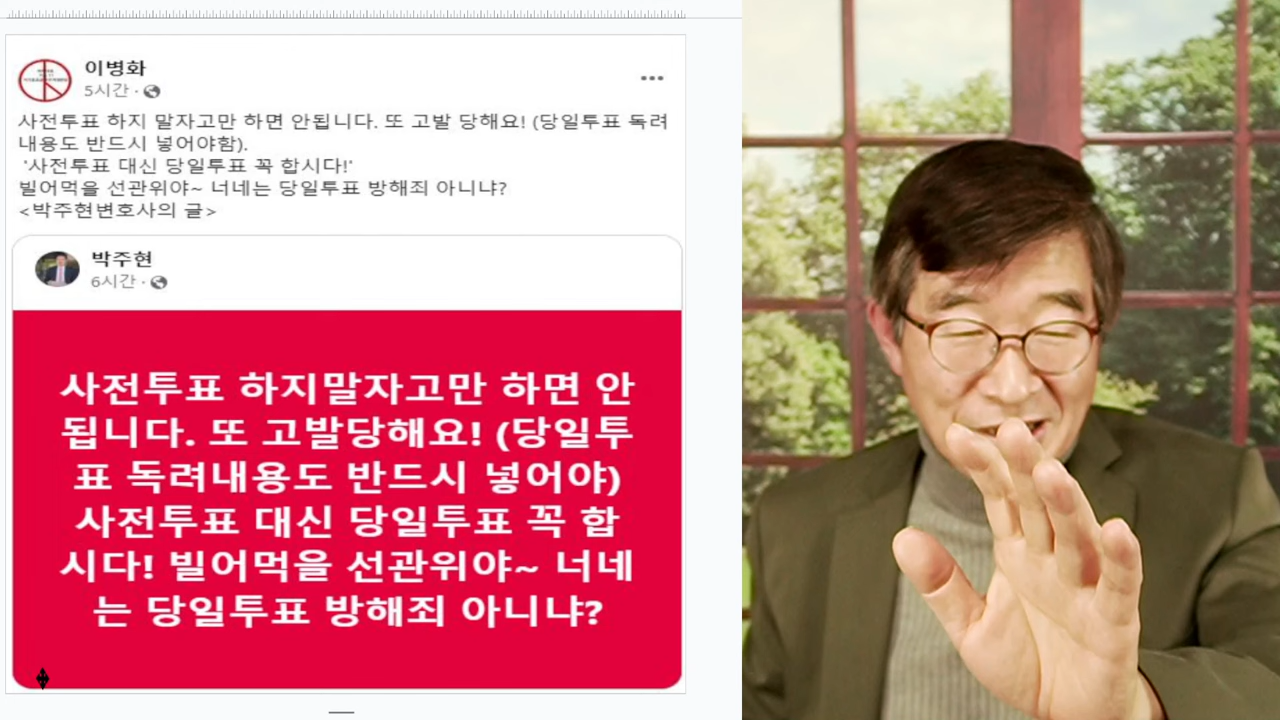 이병화
5시간 ·
사전투표 하지 말자고만 하면 안됩니다. 또 고발 당해요! (당일투표 독려
내용도 반드시 넣어야함).
'사전투표 대신 당일투표 꼭 합시다!'
빌어먹을 선관위야~ 너네는 당일투표 방해죄 아니냐?
<박주현변호사의 글>
박주현
6시간 ·
사전투표 하지말자고만 하면 안
됩니다. 또 고발당해요! (당일투
표 독려내용도 반드시 넣어야)
사전투표 대신 당일투표 꼭 합
시다! 빌어먹을 선관위야~ 너네
는 당일투표 방해죄 아니냐?